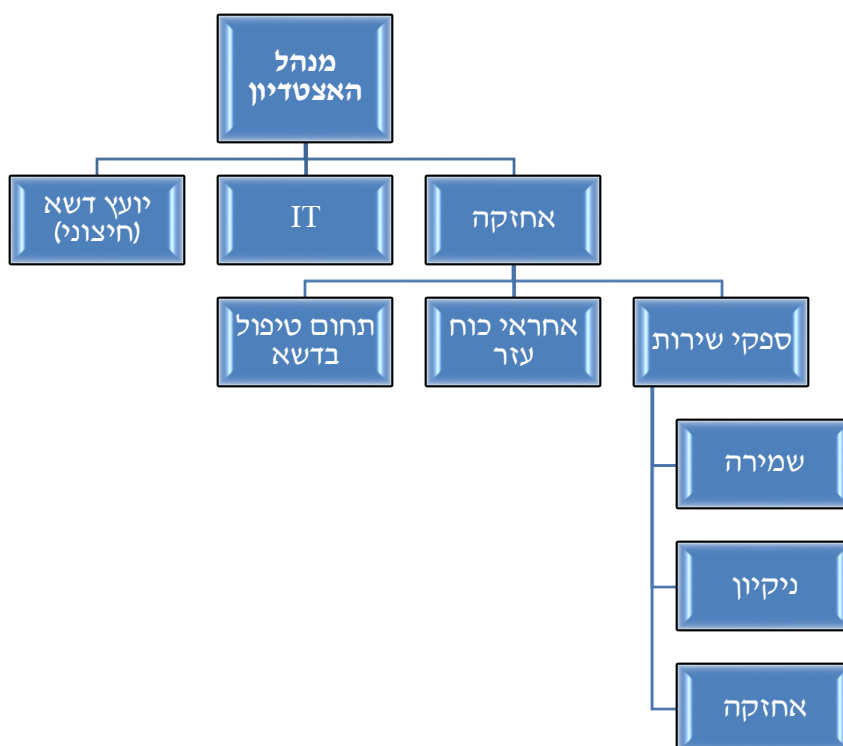 מנהל
האצטדיון
אחזקה
IT
יועץ דשא
(חיצוני)
ספקי שירות
אחראי כוח
עזר
תחום טיפול
בדשא
שמירה
ניקיון
אחזקה